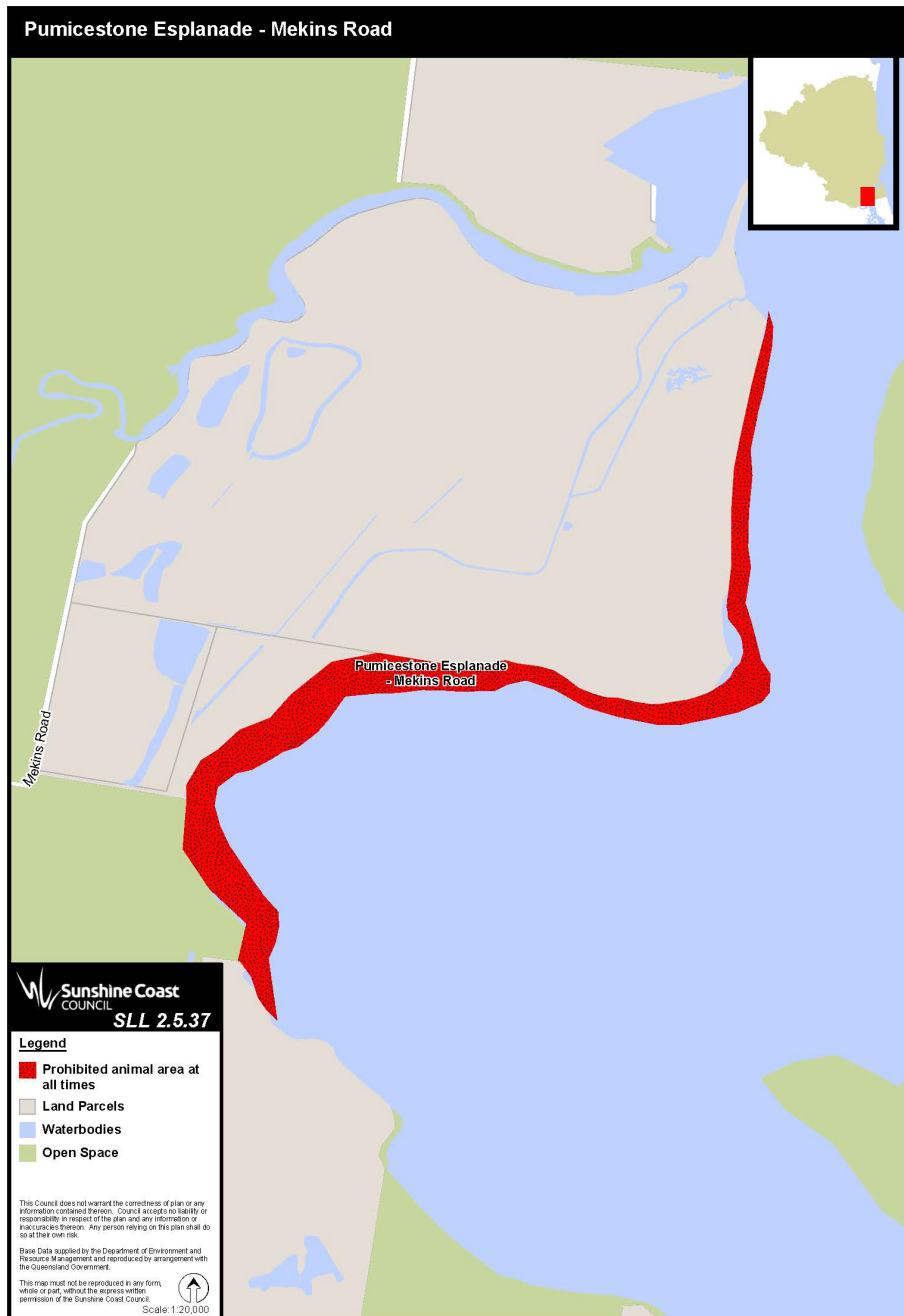 Pumicestone Esplanade - Mekins Road
Pumicestone Esplanade
- Mekins Road
Mekins Road
Sunshine Coast
COUNCIL
SLL 2.5.37
Legend
Prohibited animal area at
all times
Land Parcels
Waterbodies
Open Space
This Council does not warrant the correctness of plan or any
information contained thereon. Council accepts no liability or
responsibility in respect of the plan and any information or
inaccuracies thereon. Any person relying on this plan shall do
so at their own risk.
Base Data supplied by the Department of Environment and
Resource Management and reproduced by arrangement with
the Queensland Government.
This map must not be reproduced in any form,
whole or part, without the express written
permission of the Sunshine Coast Council.
Scale: 1:20,000